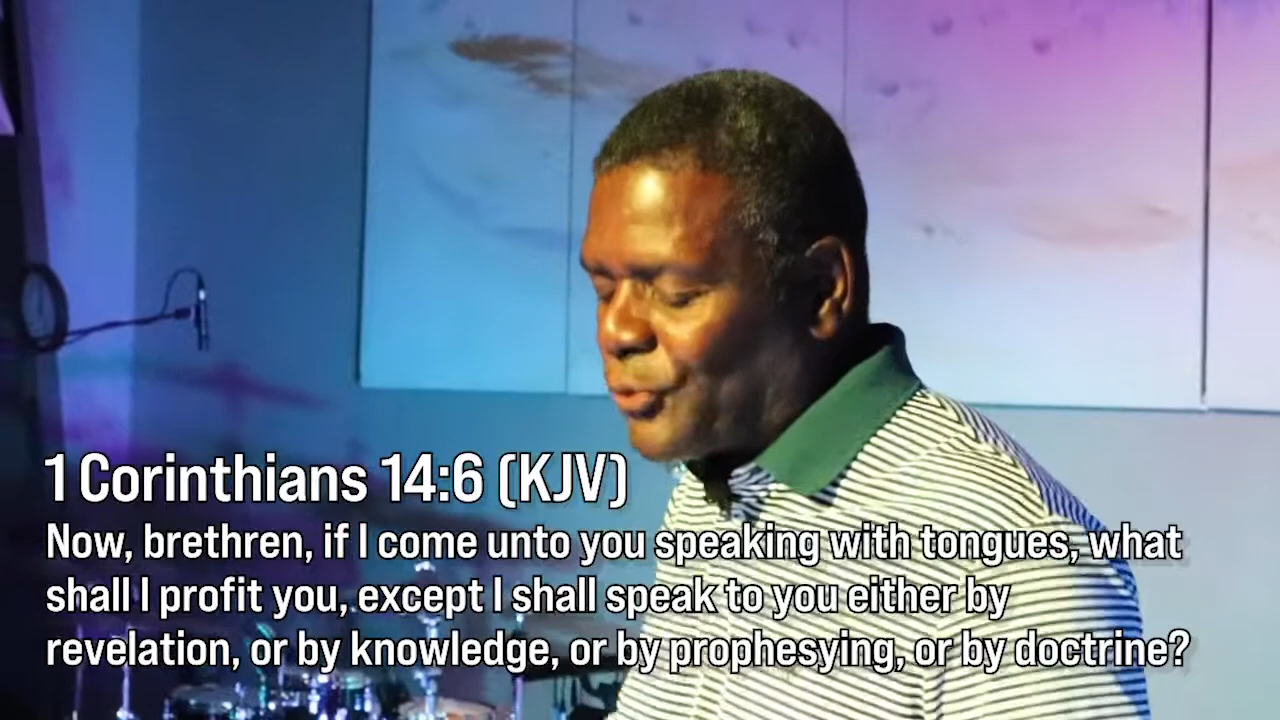 1 Corinthians 14:6 (KJV)
Now, brethren, if I come unto you speaking with tongues, what
shall I profit you, except I shall speak to you either by
revelation, or by knowledge, or by prophesying, or by doctrine?